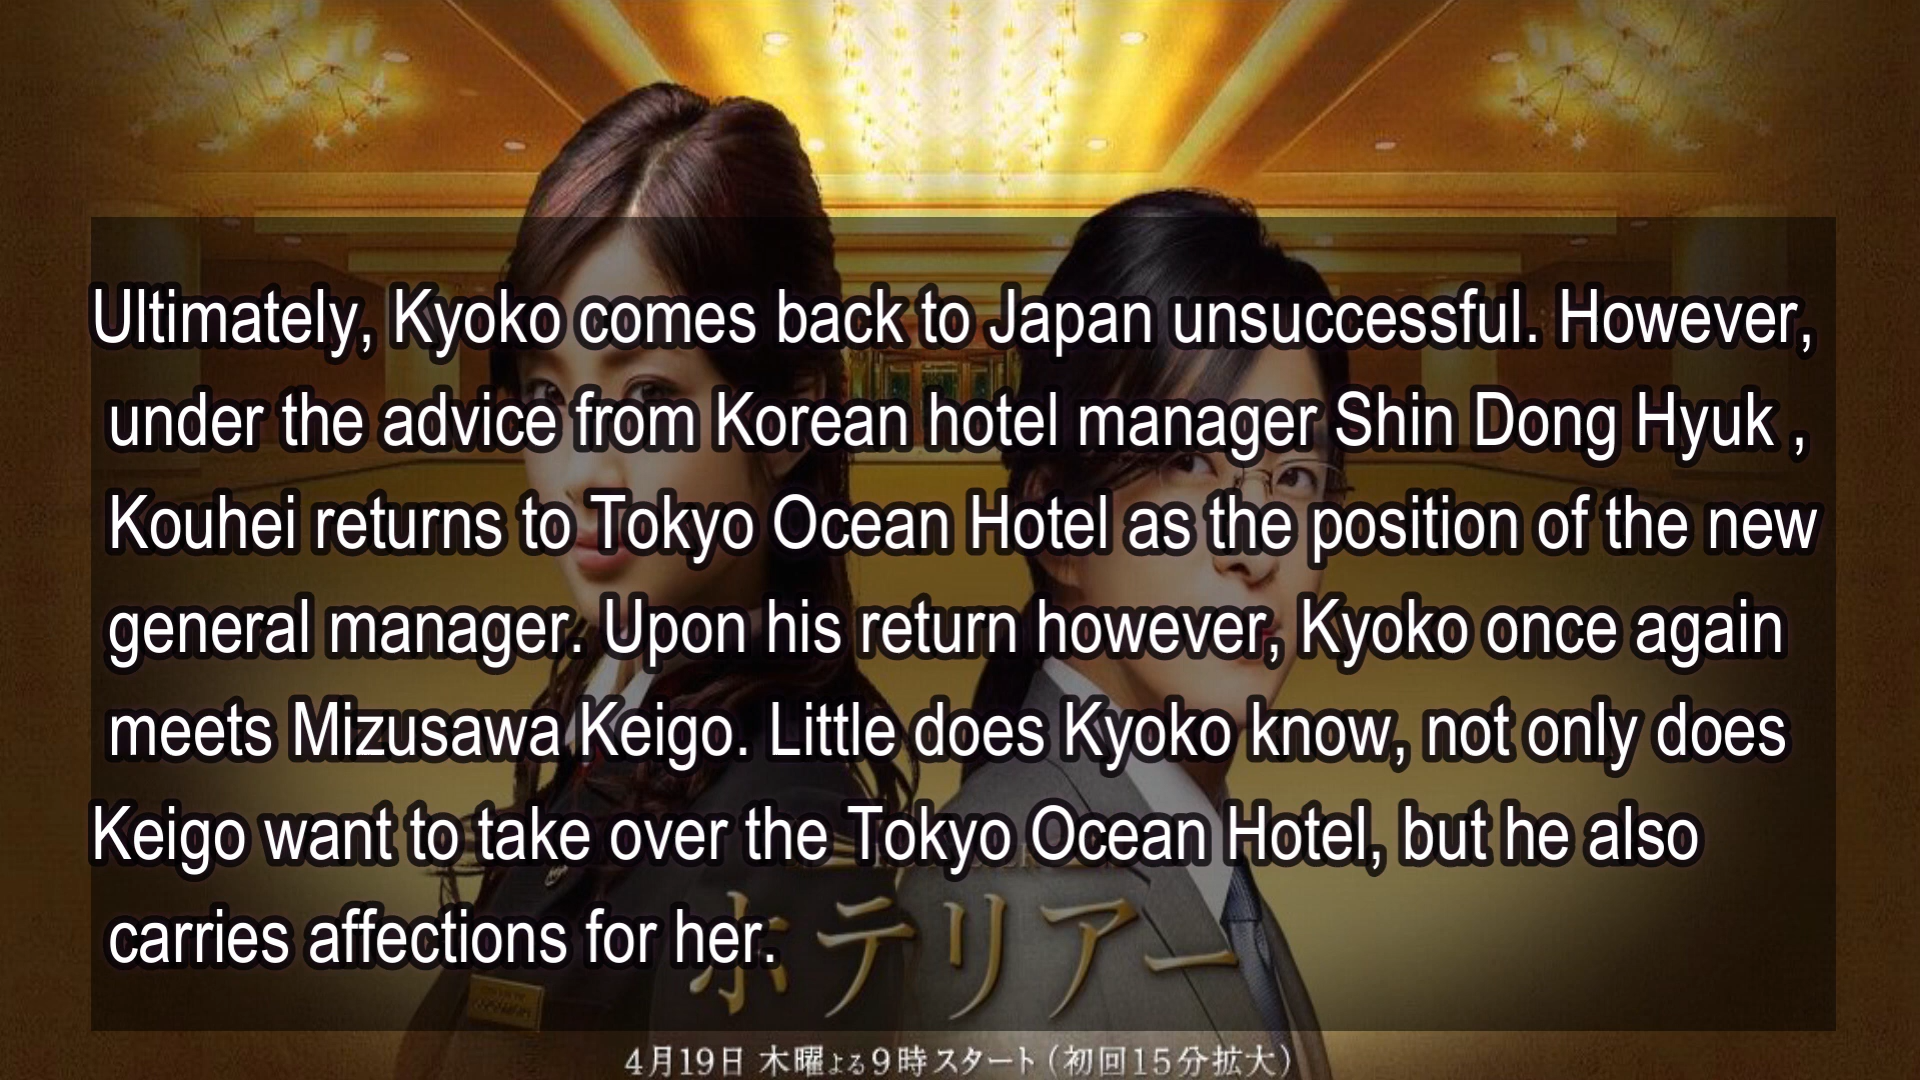 Ultimately, Kyoko comes back to Japan unsuccessful. However,
under the advice from Korean hotel manager Shin Dong Hyuk ,
Kouhei returns to Tokyo Ocean Hotel as the position of the new
general manager. Upon his return however, Kyoko once again
meets Mizusawa Keigo. Little does Kyoko know, not only does
Keigo want to take over the Tokyo Ocean Hotel, but he also
carries affections for her.
ホテリアー
4月19日 木曜よる9時スタート（初回15分拡大）